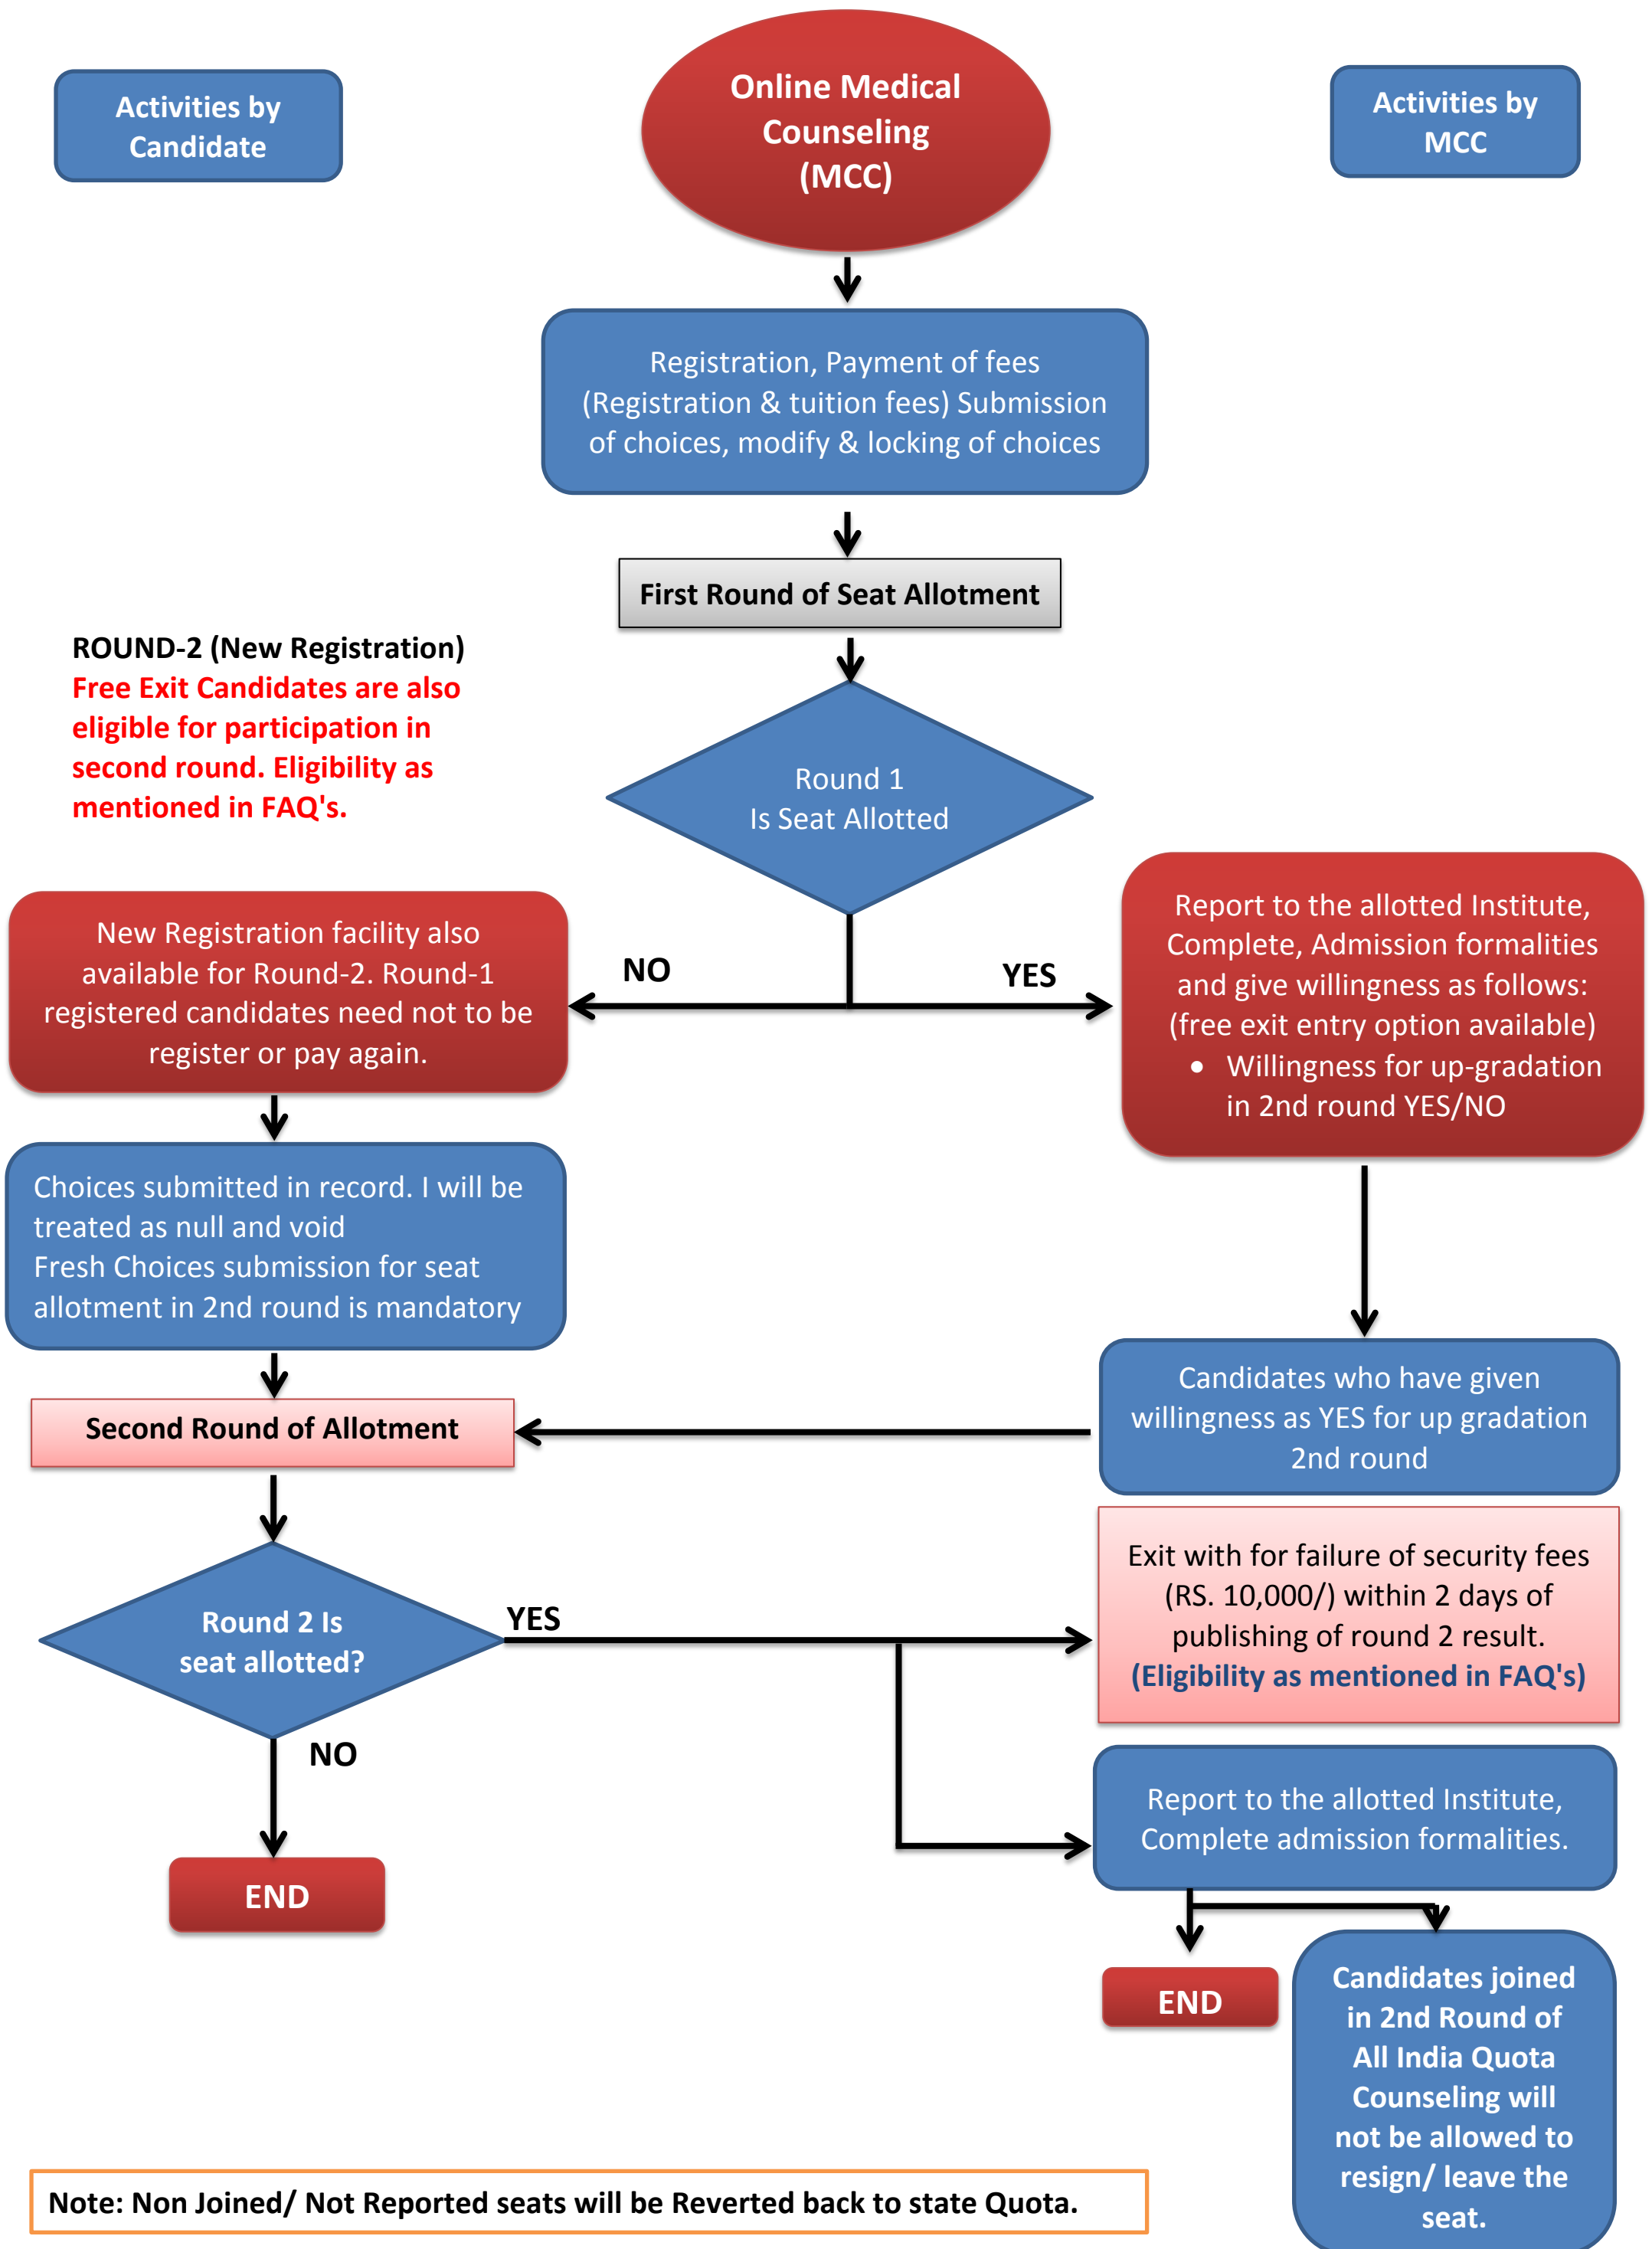 Activities by
Candidate
Online Medical
Counseling
(MCC)
Activities by
MCC
Registration, Payment of fees
(Registration & tuition fees) Submission
of choices, modify & locking of choices
First Round of Seat Allotment
ROUND-2 (New Registration)
Free Exit Candidates are also
eligible for participation in
second round. Eligibility as
mentioned in FAQ's.
Round 1
Is Seat Allotted
NO
YES
New Registration facility also
available for Round-2. Round-1
registered candidates need not to be
register or pay again.
Report to the allotted Institute,
Complete, Admission formalities
and give willingness as follows:
(free exit entry option available)
• Willingness for up-gradation
in 2nd round YES/NO
Choices submitted in record. I will be
treated as null and void
Fresh Choices submission for seat
allotment in 2nd round is mandatory
Second Round of Allotment
Candidates who have given
willingness as YES for up gradation
2nd round
Round 2 Is
seat allotted?
YES
NO
Exit with for failure of security fees
(RS. 10,000/) within 2 days of
publishing of round 2 result.
(Eligibility as mentioned in FAQ's)
Report to the allotted Institute,
Complete admission formalities.
END
END
Candidates joined
in 2nd Round of
All India Quota
Counseling will
not be allowed to
resign/ leave the
seat.
Note: Non Joined/ Not Reported seats will be Reverted back to state Quota.